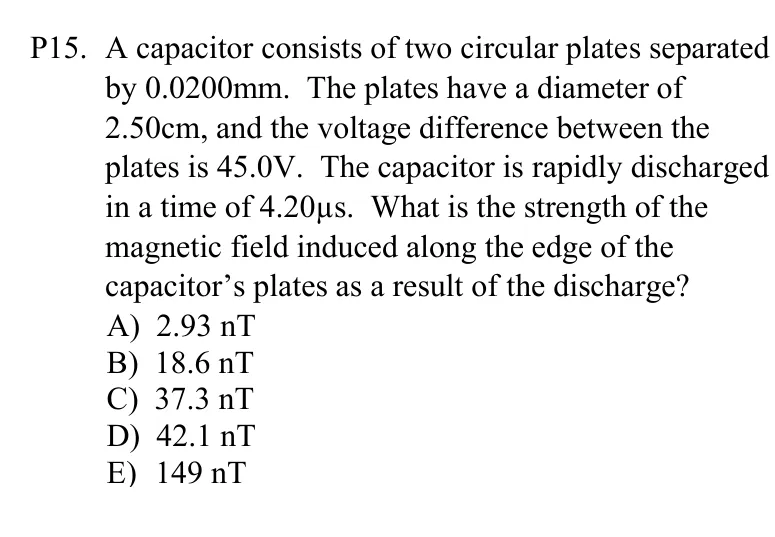 P15. A capacitor consists of two circular plates separated
by 0.0200mm. The plates have a diameter of
2.50cm, and the voltage difference between the
plates is 45.0V. The capacitor is rapidly discharged
in a time of 4.20μs. What is the strength of the
magnetic field induced along the edge of the
capacitor’s plates as a result of the discharge?
A) 2.93 nT
B) 18.6 nT
C) 37.3 nT
D) 42.1 nT
E) 149 nT